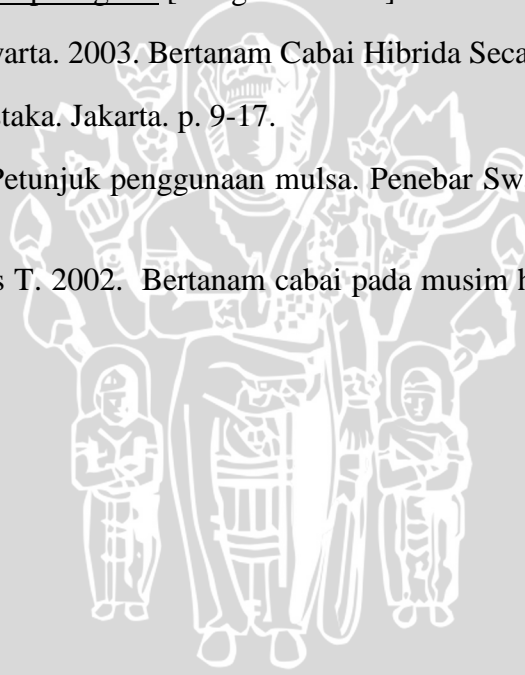 varta. 2003. Bertanam Cabai Hibrida Seca
taka. Jakarta. p. 9-17.
Petunjuk penggunaan mulsa. Penebar Sw
s T. 2002. Bertanam cabai pada musim h